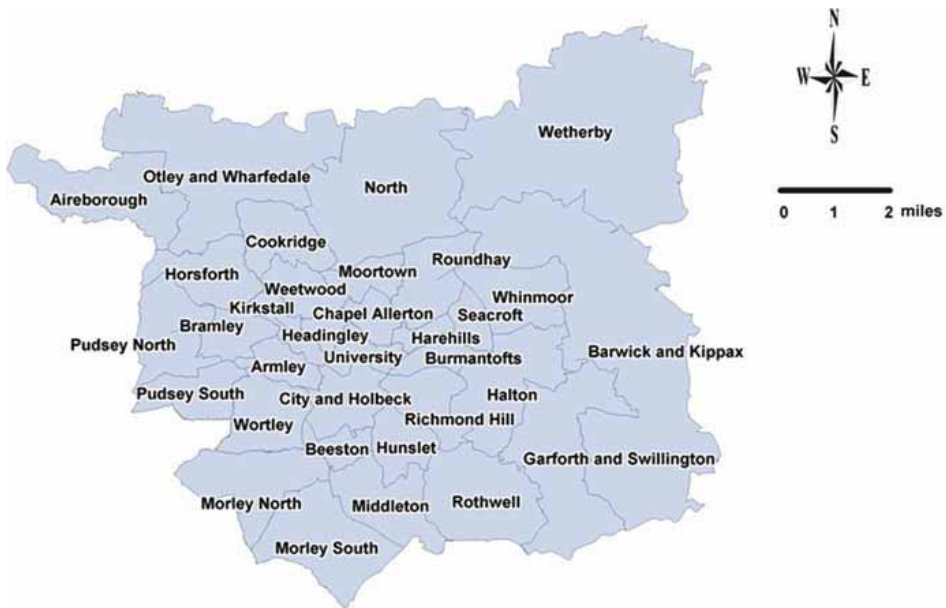 N
W E
S
0 1 2 miles
Wetherby
Otley and Wharfedale
North
Aireborough
Cookridge
Roundhay
Horsforth
Moortown
Weetwood
Whinmoor
Kirkstall
Chapel Allerton
Seacroft
Bramley
Headingley
Harehills
Pudsey North
University
Burmantofts
Barwick and Kippax
Armley
Pudsey South
City and Holbeck
Halton
Wortley
Richmond Hill
Beeston
Hunslet
Garforth and Swillington
Morley North
Middleton
Rothwell
Morley South